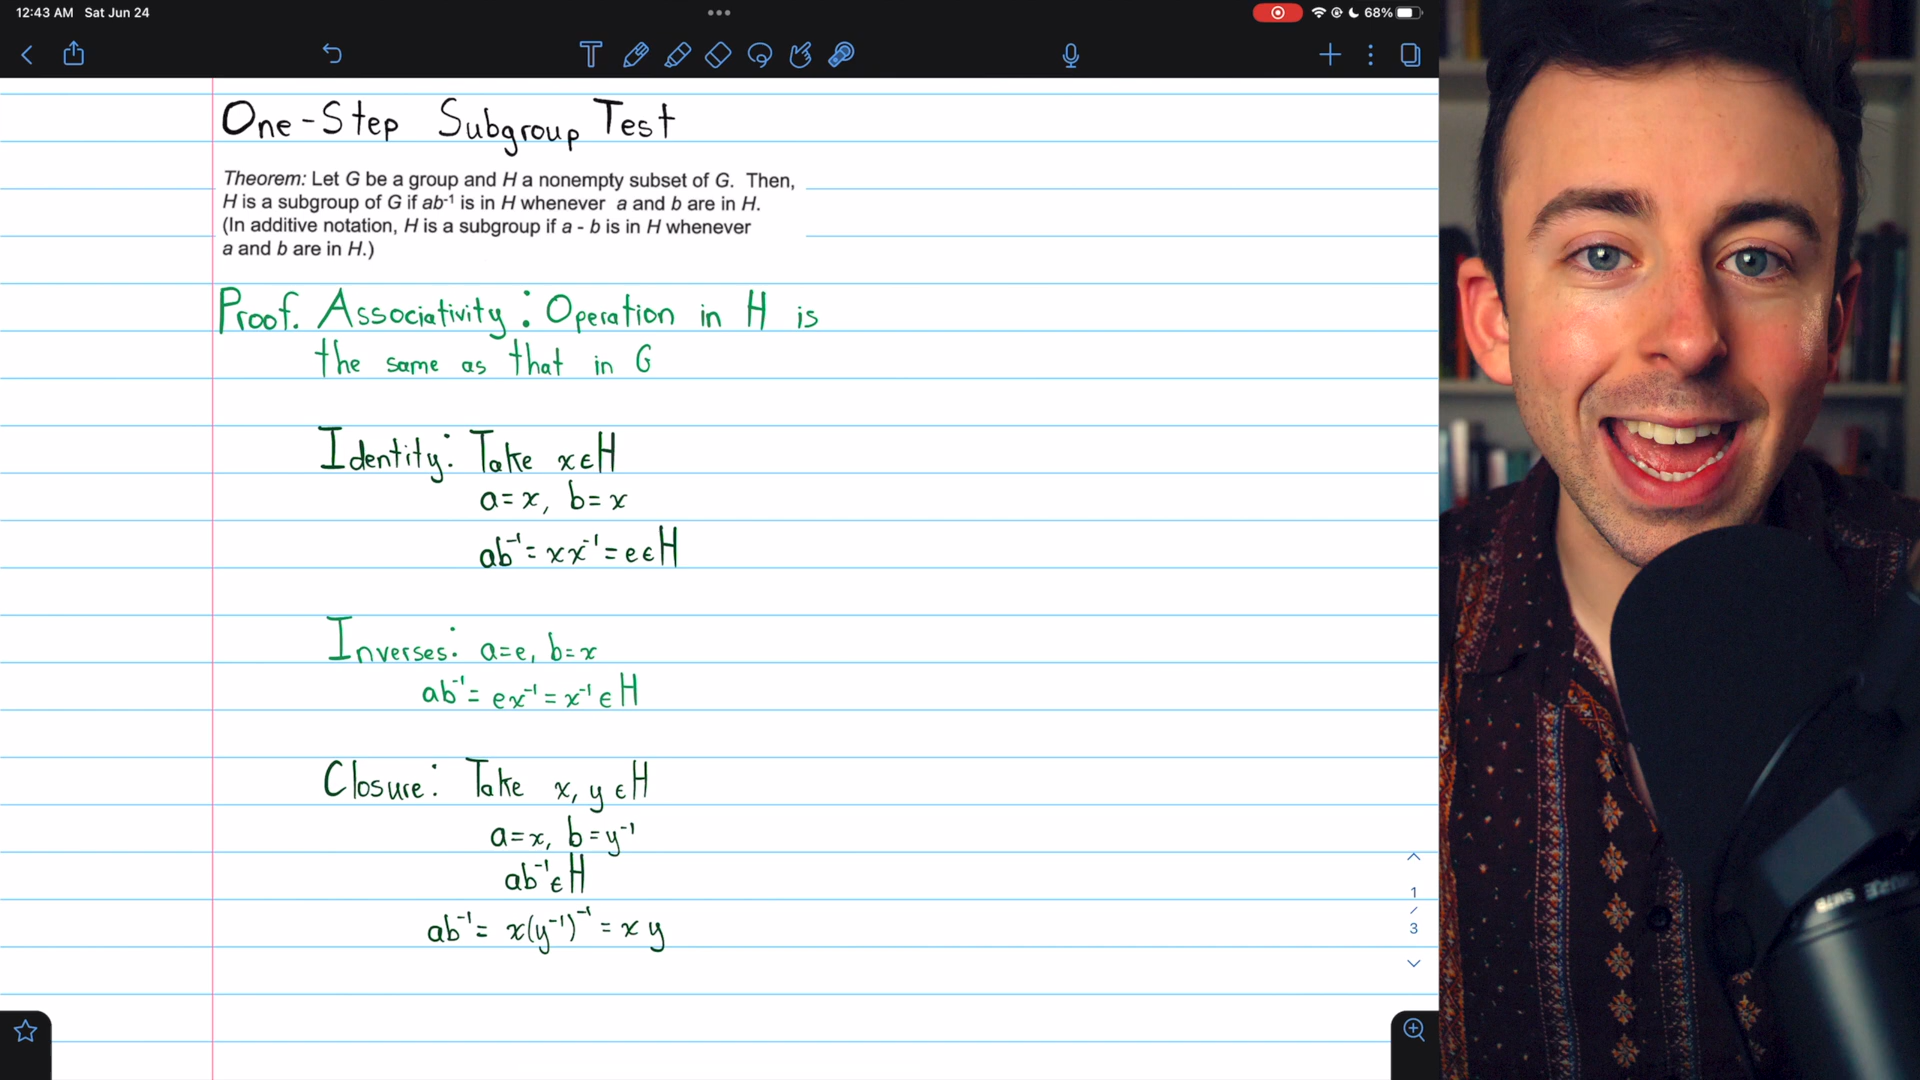 12:43 AM Sat Jun 24
68%
One-Step Subgroup Test
Theorem: Let G be a group and H a nonempty subset of G. Then,
H is a subgroup of G if ab⁻¹ is in H whenever a and b are in H.
(In additive notation, H is a subgroup if a - b is in H whenever
a and b are in H.)
Proof. Associativity: Operation in H is
the same as that in G
Identity: Take x∈H
a=x, b=x
ab⁻¹=xx⁻¹=e∈H
Inverses: a=e, b=x
ab⁻¹=ex⁻¹=x⁻¹∈H
Closure: Take x, y∈H
a=x, b=y⁻¹
ab⁻¹∈H
ab⁻¹= x(y⁻¹)⁻¹=xy
1
/
3